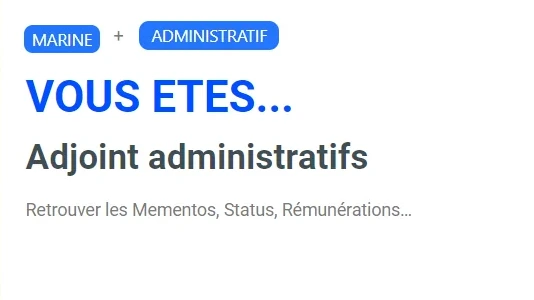 MARINE + ADMINISTRATIF
VOUS ETES...
Adjoint administratifs
Retrouver les Mementos, Status, Rémunérations...